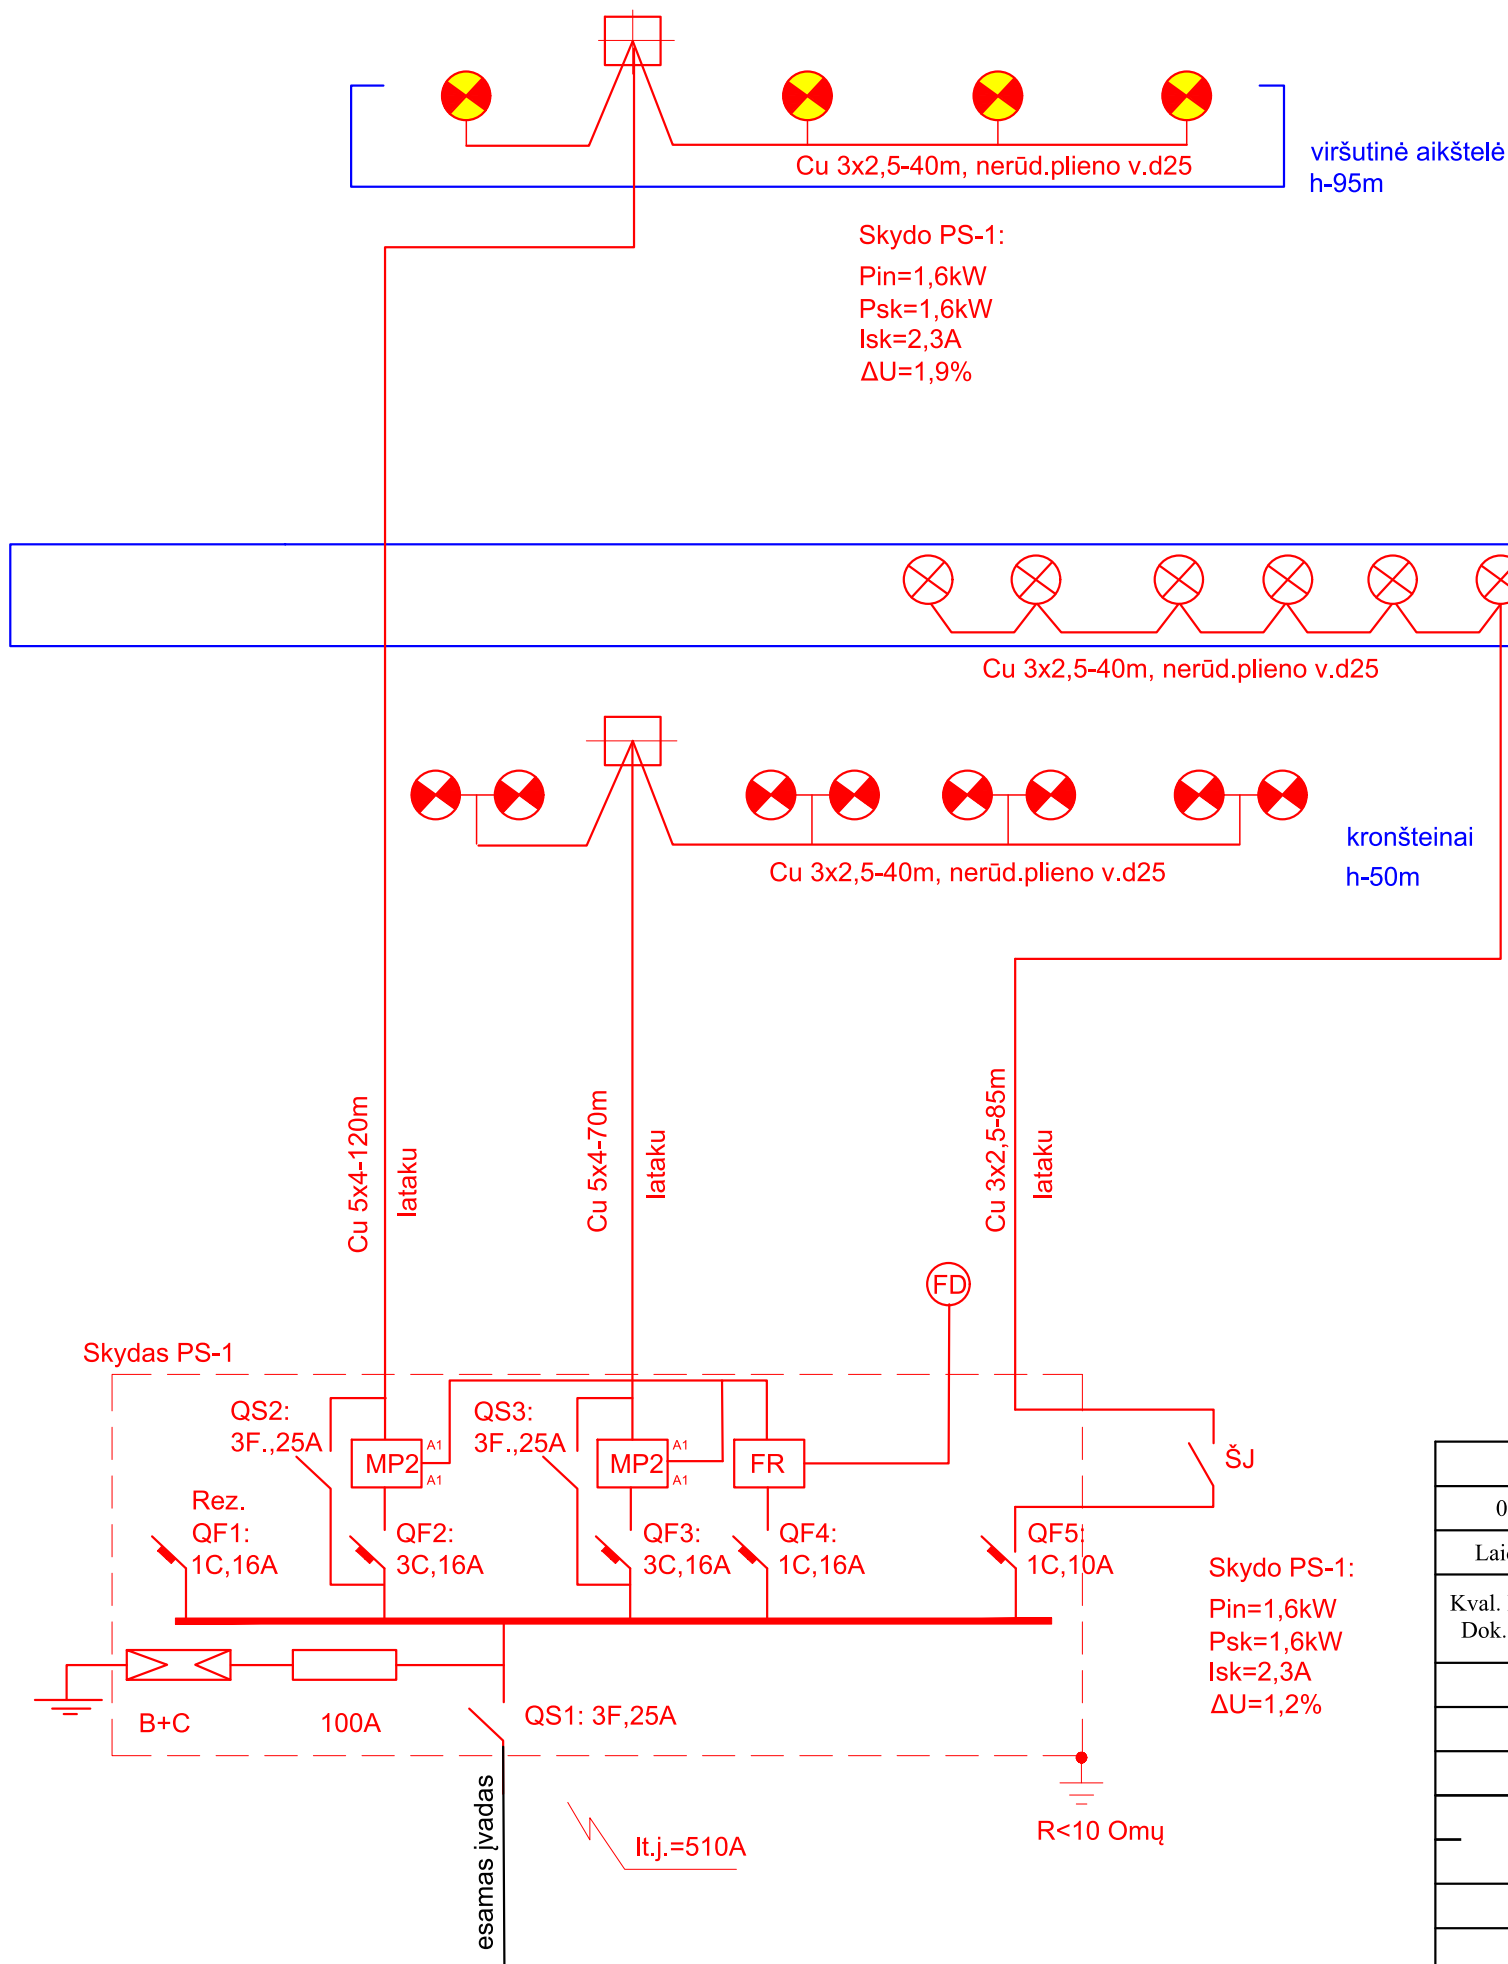 viršutinė aikštelė
h-95m
Cu 3x2,5-40m, nerūd.plieno v.d25
Skydo PS-1:
Pin=1,6kW
Psk=1,6kW
Isk=2,3A
ΔU=1,9%
Cu 3x2,5-40m, nerūd.plieno v.d25
Cu 3x2,5-40m, nerūd.plieno v.d25
kronšteinai
h-50m
Cu 5x4-120m
lataku
Cu 5x4-70m
lataku
Cu 3x2,5-85m
lataku
FD
Skydas PS-1
QS2:
3F.,25A
MP2
A1
A1
QS3:
3F.,25A
MP2
A1
A1
FR
ŠJ
Rez.
QF1:
1C,16A
QF2:
3C,16A
QF3:
3C,16A
QF4:
1C,16A
QF5:
1C,10A
Skydo PS-1:
Pin=1,6kW
Psk=1,6kW
Isk=2,3A
ΔU=1,2%
B+C
100A
QS1: 3F,25A
esamas įvadas
It.j.=510A
R<10 Omų
0
Kval.
Dok.